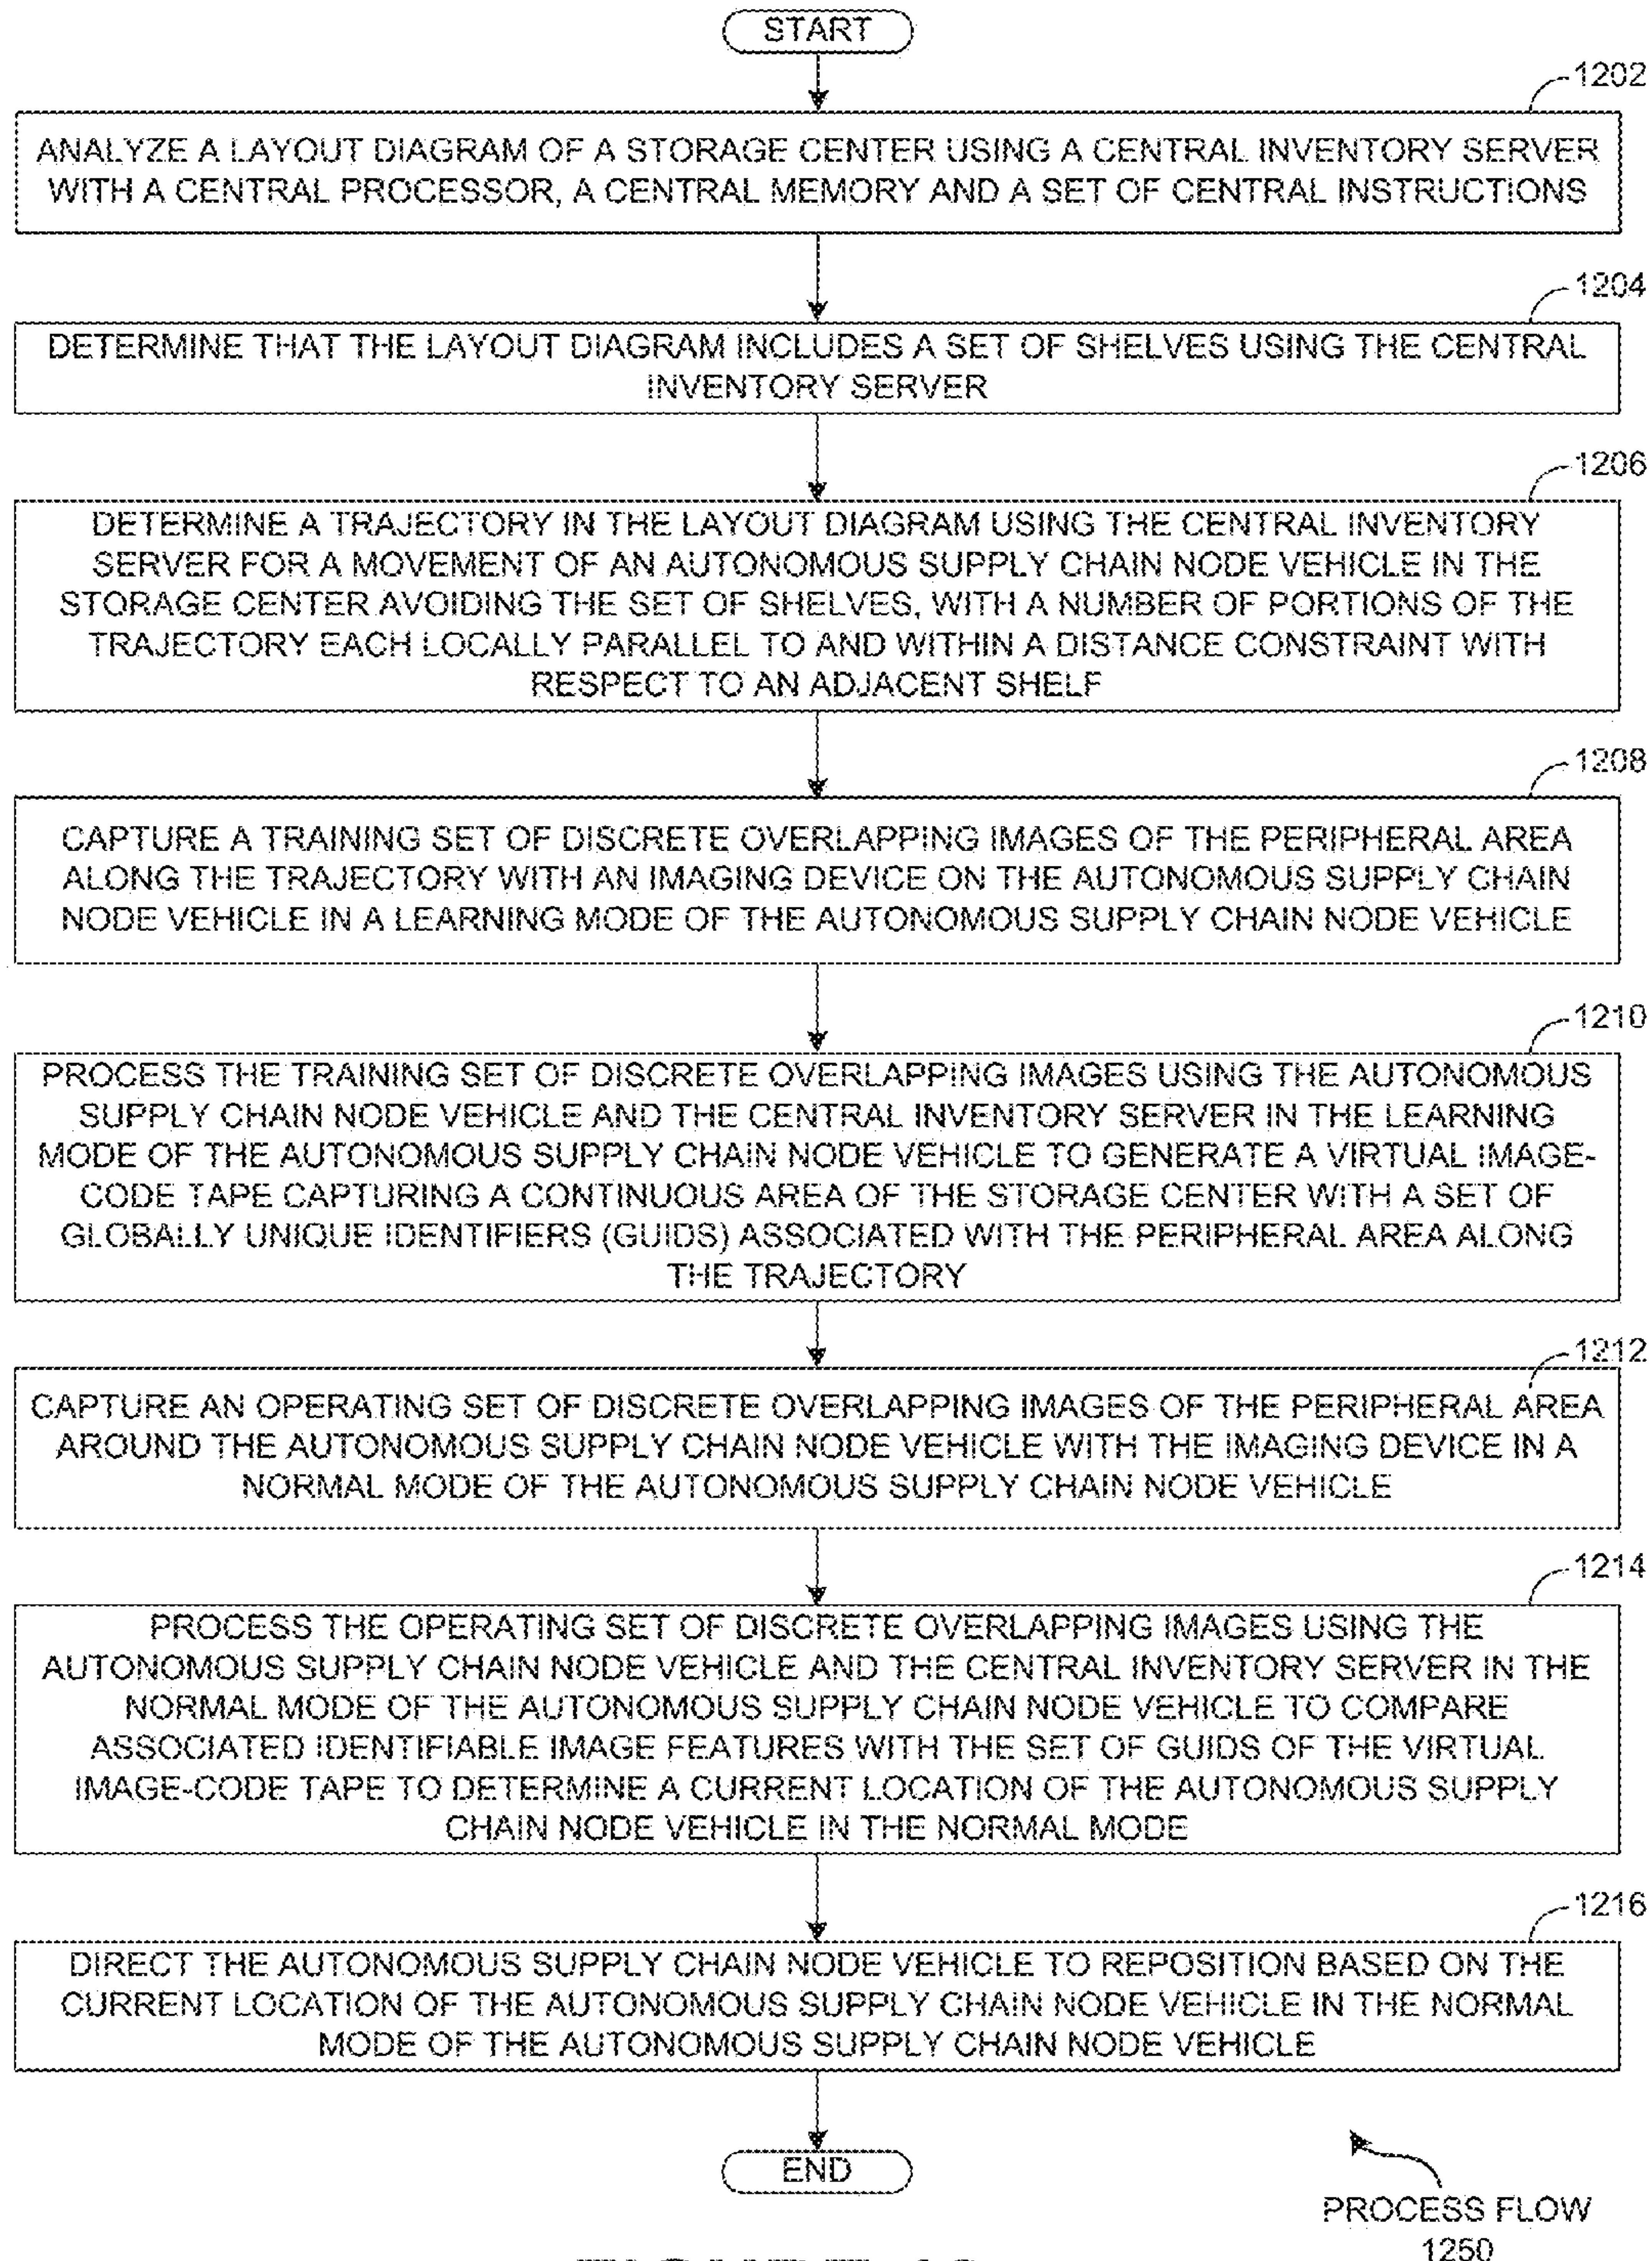 START
1202
ANALYZE A LAYOUT DIAGRAM OF A STORAGE CENTER USING A CENTRAL INVENTORY SERVER
WITH A CENTRAL PROCESSOR, A CENTRAL MEMORY AND A SET OF CENTRAL INSTRUCTIONS
1204
DETERMINE THAT THE LAYOUT DIAGRAM INCLUDES A SET OF SHELVES USING THE CENTRAL
INVENTORY SERVER
1206
DETERMINE A TRAJECTORY IN THE LAYOUT DIAGRAM USING THE CENTRAL INVENTORY
SERVER FOR A MOVEMENT OF AN AUTONOMOUS SUPPLY CHAIN NODE VEHICLE IN THE
STORAGE CENTER AVOIDING THE SET OF SHELVES, WITH A NUMBER OF PORTIONS OF THE
TRAJECTORY EACH LOCALLY PARALLEL TO AND WITHIN A DISTANCE CONSTRAINT WITH
RESPECT TO AN ADJACENT SHELF
1208
CAPTURE A TRAINING SET OF DISCRETE OVERLAPPING IMAGES OF THE PERIPHERAL AREA
ALONG THE TRAJECTORY WITH AN IMAGING DEVICE ON THE AUTONOMOUS SUPPLY CHAIN
NODE VEHICLE IN A LEARNING MODE OF THE AUTONOMOUS SUPPLY CHAIN NODE VEHICLE
1210
PROCESS THE TRAINING SET OF DISCRETE OVERLAPPING IMAGES USING THE AUTONOMOUS
SUPPLY CHAIN NODE VEHICLE AND THE CENTRAL INVENTORY SERVER IN THE LEARNING
MODE OF THE AUTONOMOUS SUPPLY CHAIN NODE VEHICLE TO GENERATE A VIRTUAL IMAGE-
CODE TAPE CAPTURING A CONTINUOUS AREA OF THE STORAGE CENTER WITH A SET OF
GLOBALLY UNIQUE IDENTIFIERS (GUIDS) ASSOCIATED WITH THE PERIPHERAL AREA ALONG
THE TRAJECTORY
1212
CAPTURE AN OPERATING SET OF DISCRETE OVERLAPPING IMAGES OF THE PERIPHERAL AREA
AROUND THE AUTONOMOUS SUPPLY CHAIN NODE VEHICLE WITH THE IMAGING DEVICE IN A
NORMAL MODE OF THE AUTONOMOUS SUPPLY CHAIN NODE VEHICLE
1214
PROCESS THE OPERATING SET OF DISCRETE OVERLAPPING IMAGES USING THE
AUTONOMOUS SUPPLY CHAIN NODE VEHICLE AND THE CENTRAL INVENTORY SERVER IN THE
NORMAL MODE OF THE AUTONOMOUS SUPPLY CHAIN NODE VEHICLE TO COMPARE
ASSOCIATED IDENTIFIABLE IMAGE FEATURES WITH THE SET OF GUIDS OF THE VIRTUAL
IMAGE-CODE TAPE TO DETERMINE A CURRENT LOCATION OF THE AUTONOMOUS SUPPLY
CHAIN NODE VEHICLE IN THE NORMAL MODE
1216
DIRECT THE AUTONOMOUS SUPPLY CHAIN NODE VEHICLE TO REPOSITION BASED ON THE
CURRENT LOCATION OF THE AUTONOMOUS SUPPLY CHAIN NODE VEHICLE IN THE NORMAL
MODE OF THE AUTONOMOUS SUPPLY CHAIN NODE VEHICLE
END
PROCESS FLOW
1250